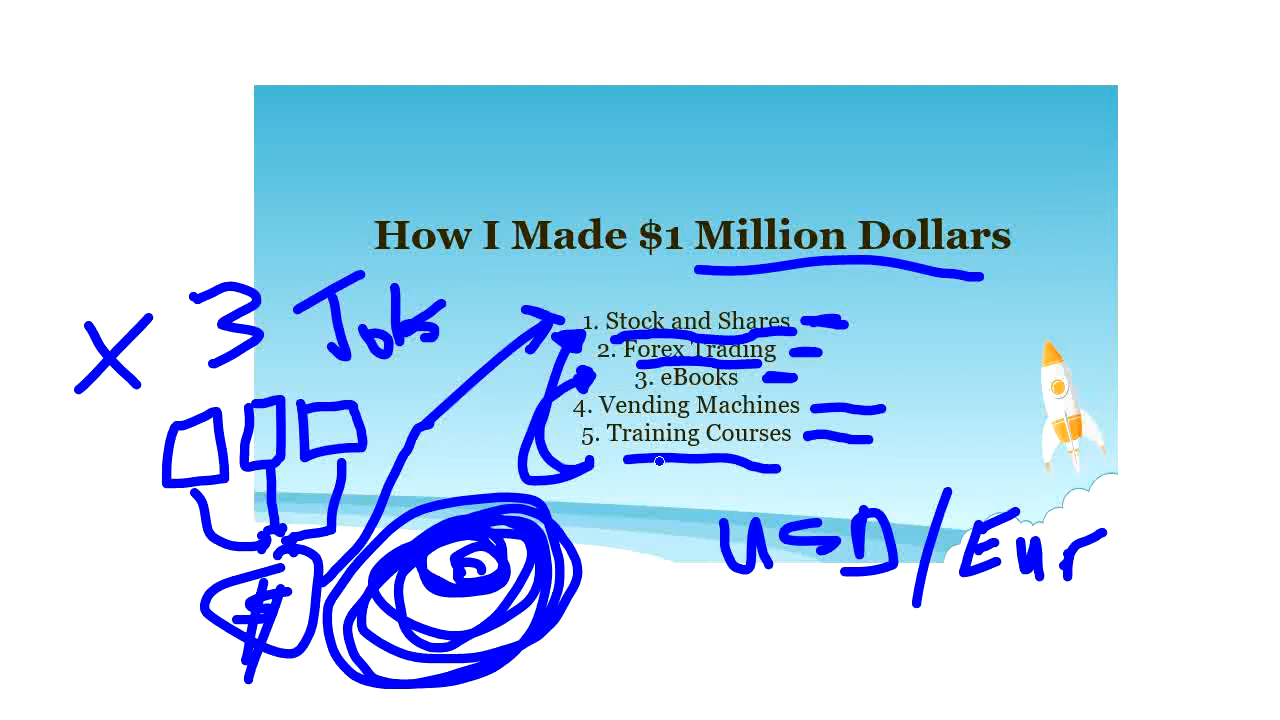 How I Made $1 Million Dollars
x 3 Jobs
1. Stock and Shares
2. Forex Trading
3. eBooks
4. Vending Machines
5. Training Courses
$
USD/Eur